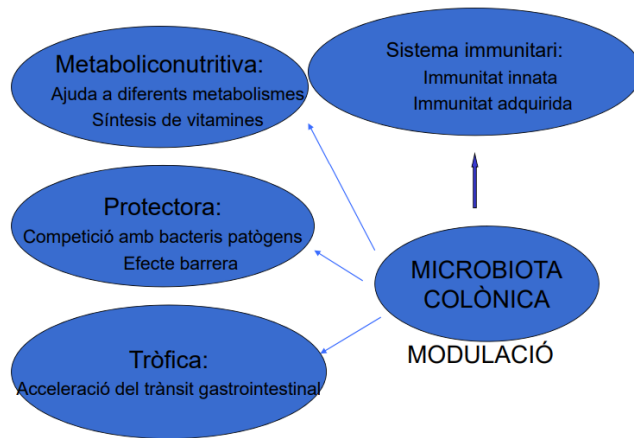 Metaboliconutritiva:
Ajuda a diferents metabolismes
Síntesis de vitamines
Sistema immunitari:
Immunitat innata
Immunitat adquirida
Protectora:
Competició amb bacteris patògens
Efecte barrera
MICROBIOTA
COLÒNICA
MODULACIÓ
Tròfica:
Acceleració del trànsit gastrointestinal